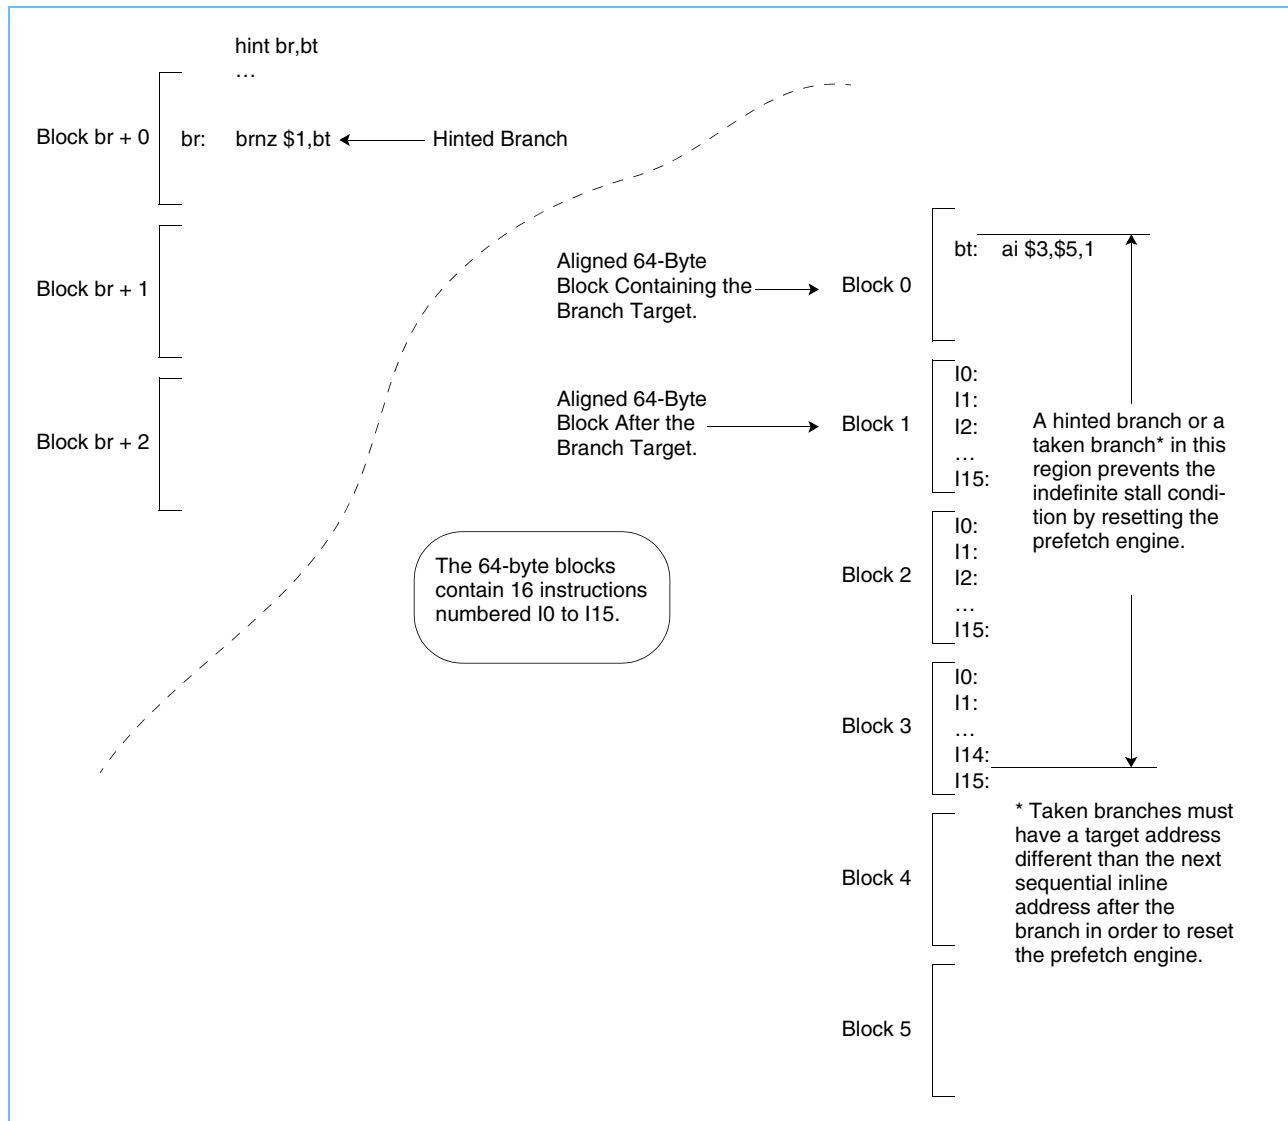 hint br,bt
…
Block br + 0
br: brnz $1,bt
Hinted Branch
Block br + 1
Block br + 2
Aligned 64-Byte
Block Containing the
Branch Target.
Block 0
bt: ai $3,$5,1
Aligned 64-Byte
Block After the
Branch Target.
Block 1
I0:
I1:
I2:
…
I15:
A hinted branch or a
taken branch* in this
region prevents the
indefinite stall condi-
tion by resetting the
prefetch engine.
The 64-byte blocks
contain 16 instructions
numbered I0 to I15.
Block 2
I0:
I1:
I2:
…
I15:
Block 3
I0:
I1:
…
I14:
I15:
* Taken branches must
have a target address
different than the next
sequential inline
address after the
branch in order to reset
the prefetch engine.
Block 4
Block 5